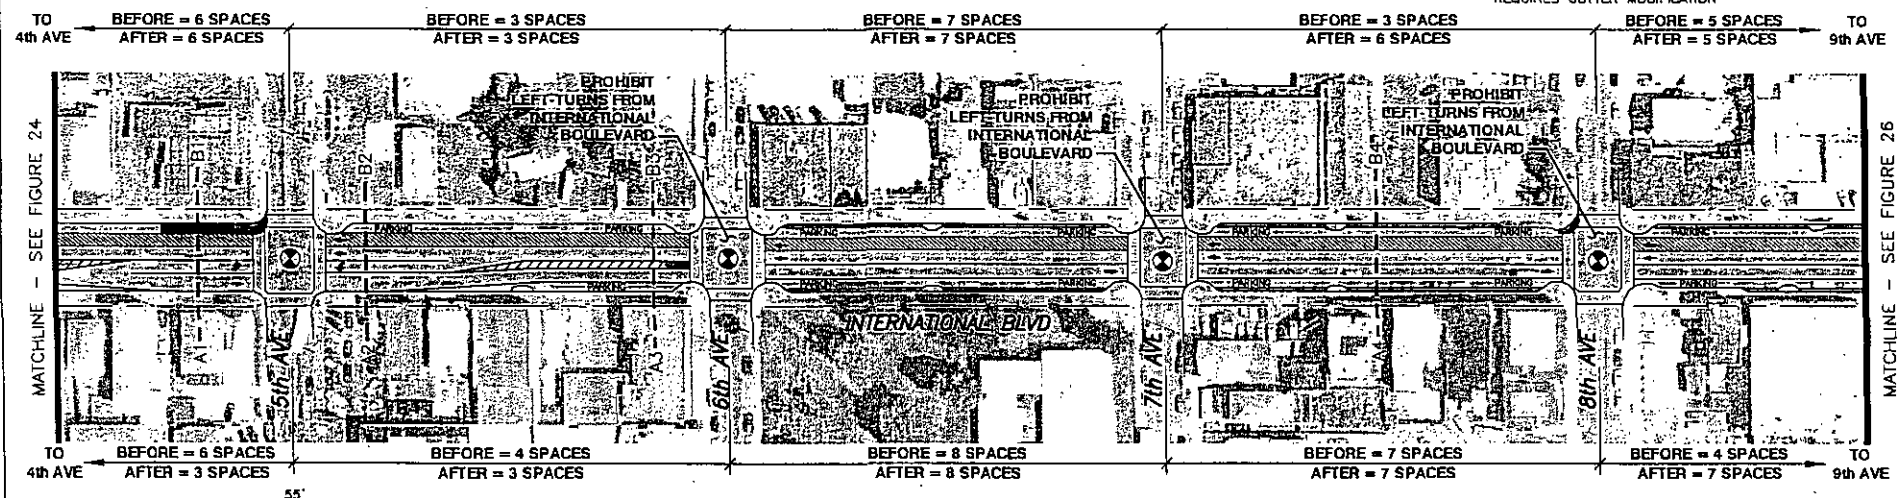 REQUIRES GUTTER MODIFICATION
TO
4th AVE
BEFORE = 6 SPACES
AFTER = 6 SPACES
BEFORE = 3 SPACES
AFTER = 3 SPACES
BEFORE = 7 SPACES
AFTER = 7 SPACES
BEFORE = 3 SPACES
AFTER = 6 SPACES
BEFORE = 5 SPACES
AFTER = 5 SPACES
TO
9th AVE
MATCHLINE - SEE FIGURE 24
PROHIBIT
LEFT-TURNS FROM
INTERNATIONAL
BOULEVARD
PROHIBIT
LEFT-TURNS FROM
INTERNATIONAL
BOULEVARD
PROHIBIT
LEFT-TURNS FROM
INTERNATIONAL
BOULEVARD
MATCHLINE - SEE FIGURE 26
B1
B2
B3
B4
PARKING
PARKING
PARKING
PARKING
PARKING
PARKING
PARKING
PARKING
PARKING
PARKING
PARKING
PARKING
PARKING
INTERNATIONAL BLVD
A1
A2
A3
A4
5th AVE
6th AVE
7th AVE
8th AVE
TO
4th AVE
BEFORE = 6 SPACES
AFTER = 3 SPACES
BEFORE = 4 SPACES
AFTER = 3 SPACES
BEFORE = 8 SPACES
AFTER = 8 SPACES
BEFORE = 7 SPACES
AFTER = 7 SPACES
BEFORE = 4 SPACES
AFTER = 7 SPACES
TO
9th AVE
55'